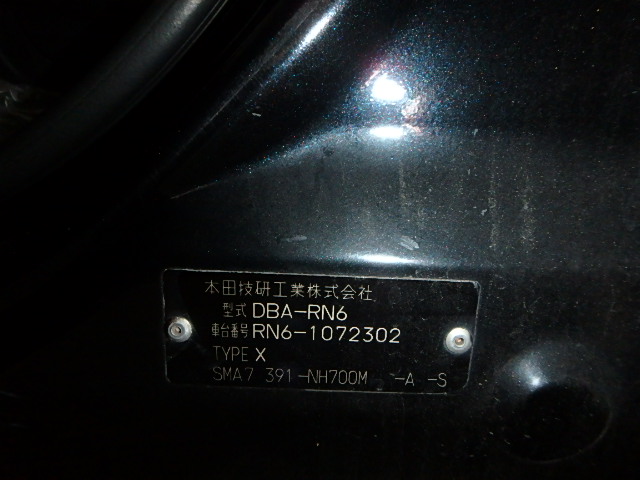 本田技研工業株式会社
型式 DBA-RN6
車台番号 RN6-1072302
TYPE X
SMA7 391-NH700M -A -S